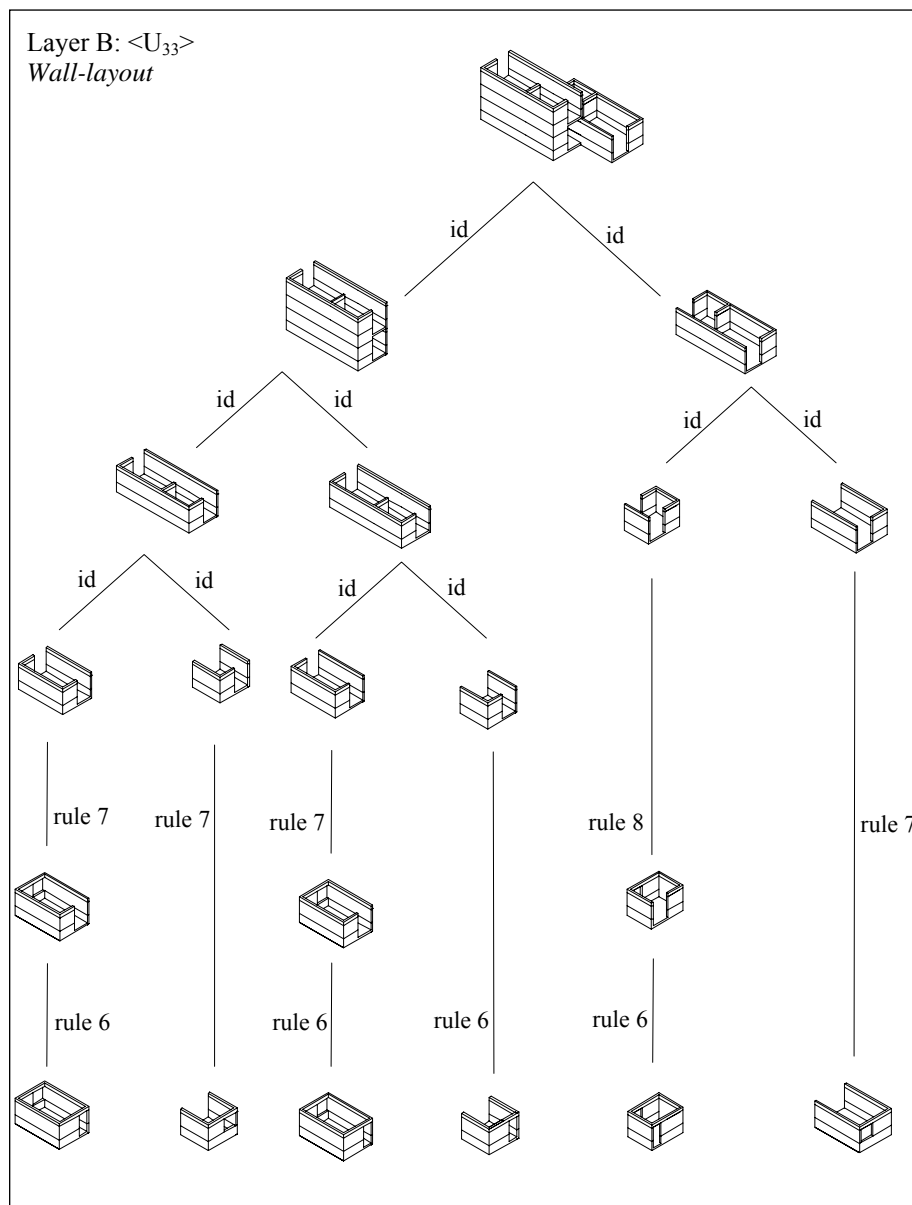 Layer B: <U₃₃>
Wall-layout
id id
id id id id
id id id id
rule 7 rule 7 rule 7 rule 8 rule 7
rule 6 rule 6 rule 6 rule 6